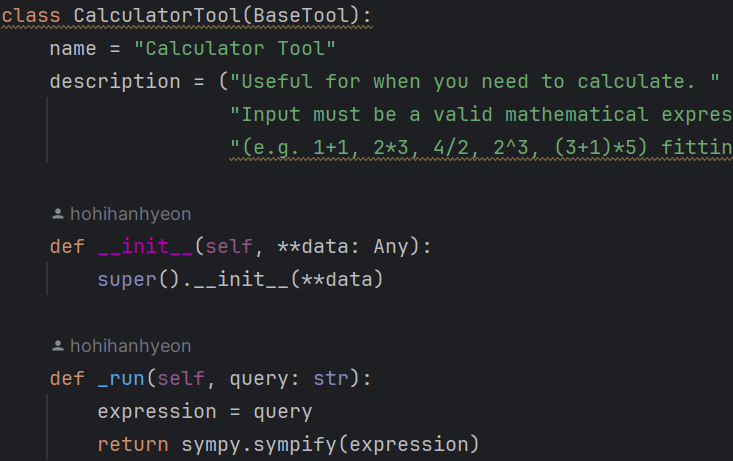 class CalculatorTool(BaseTool):
name = "Calculator Tool"
description = ("Useful for when you need to calculate. "
"Input must be a valid mathematical expres
"(e.g. 1+1, 2*3, 4/2, 2^3, (3+1)*5) fittin
hohihanhyeon
def __init__(self, **data: Any):
super().__init__(**data)
hohihanhyeon
def _run(self, query: str):
expression = query
return sympy.sympify(expression)